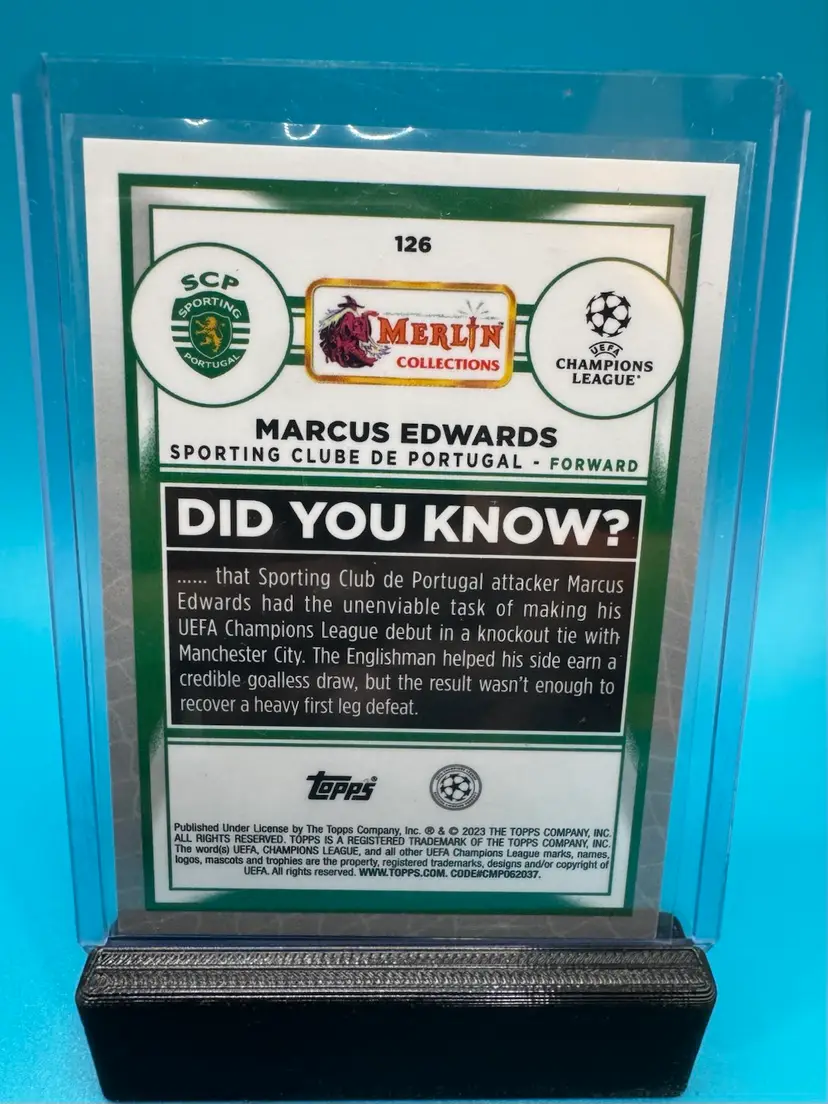 126
SCP
SPORTING
PORTUGAL
MERLIN
COLLECTIONS
UEFA
CHAMPIONS
LEAGUE
MARCUS EDWARDS
SPORTING CLUBE DE PORTUGAL - FORWARD
DID YOU KNOW?
...... that Sporting Club de Portugal attacker Marcus
Edwards had the unenviable task of making his
UEFA Champions League debut in a knockout tie with
Manchester City. The Englishman helped his side earn a
credible goalless draw, but the result wasn't enough to
recover a heavy first leg defeat.
topps®
Published Under License by The Topps Company, Inc. ® & © 2023 THE TOPPS COMPANY, INC.
ALL RIGHTS RESERVED. TOPPS IS A REGISTERED TRADEMARK OF THE TOPPS COMPANY, INC.
The word(s) UEFA, CHAMPIONS LEAGUE, and all other UEFA Champions League marks, names,
logos, mascots and trophies are the property, registered trademarks, designs and/or copyright of
UEFA. All rights reserved. WWW.TOPPS.COM. CODE#CMP062037.